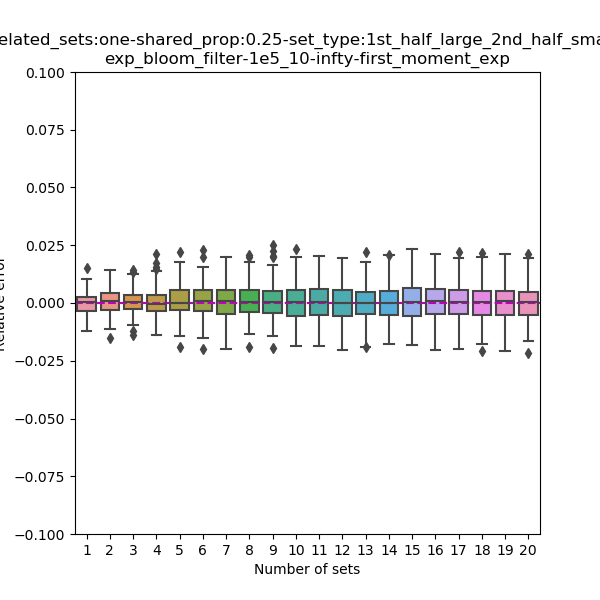 elated_sets:one-shared_prop:0.25-set_type:1st_half_large_2nd_half_sma
exp_bloom_filter-1e5_10-infty-first_moment_exp
0.100
0.075
0.050
0.025
0.000
−0.025
−0.050
−0.075
−0.100
Relative error
1 2 3 4 5 6 7 8 9 10 11 12 13 14 15 16 17 18 19 20
Number of sets